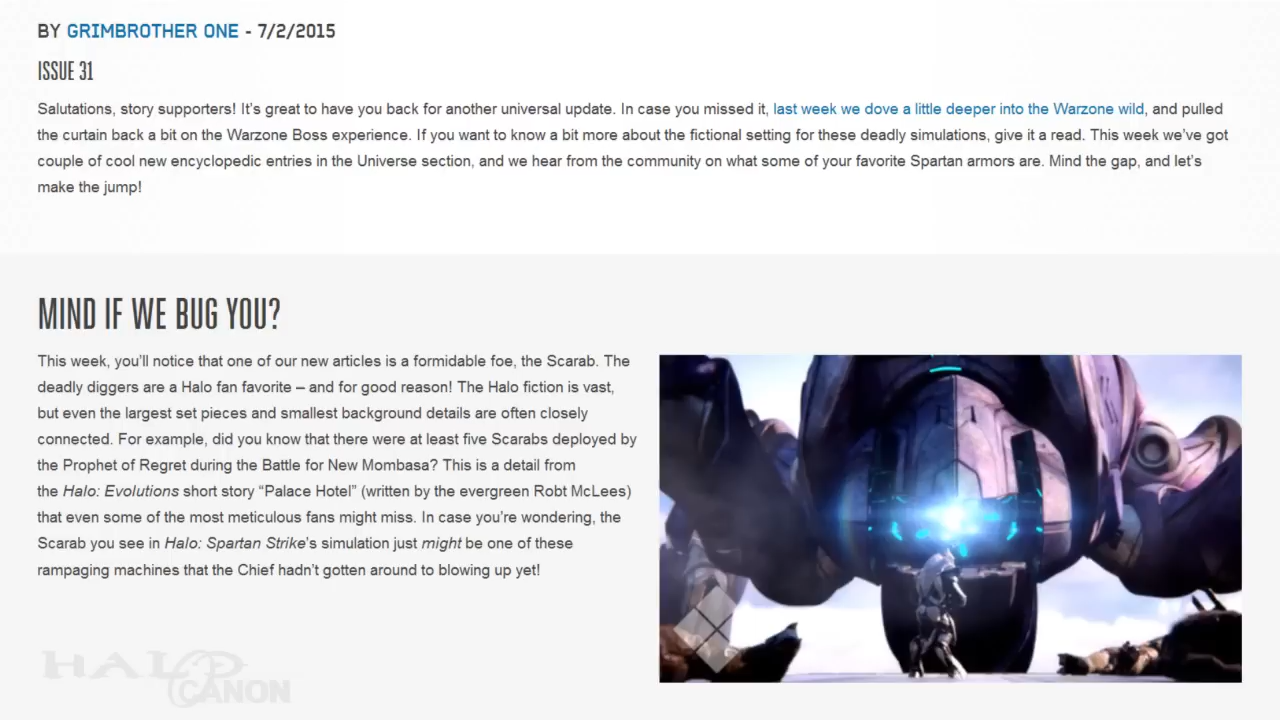 BY GRIMBROTHER ONE - 7/2/2015
ISSUE 31
Salutations, story supporters! It's great to have you back for another universal update. In case you missed it, last week we dove a little deeper into the Warzone wild, and pulled
the curtain back a bit on the Warzone Boss experience. If you want to know a bit more about the fictional setting for these deadly simulations, give it a read. This week we've got
couple of cool new encyclopedic entries in the Universe section, and we hear from the community on what some of your favorite Spartan armors are. Mind the gap, and let's
make the jump!
MIND IF WE BUG YOU?
This week, you'll notice that one of our new articles is a formidable foe, the Scarab. The
deadly diggers are a Halo fan favorite – and for good reason! The Halo fiction is vast,
but even the largest set pieces and smallest background details are often closely
connected. For example, did you know that there were at least five Scarabs deployed by
the Prophet of Regret during the Battle for New Mombasa? This is a detail from
the Halo: Evolutions short story “Palace Hotel” (written by the evergreen Robt McLees)
that even some of the most meticulous fans might miss. In case you're wondering, the
Scarab you see in Halo: Spartan Strike's simulation just might be one of these
rampaging machines that the Chief hadn't gotten around to blowing up yet!
HALO
CANON